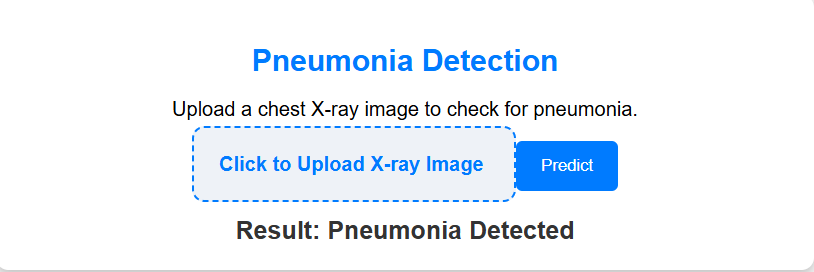 Pneumonia Detection
Upload a chest X-ray image to check for pneumonia.
Click to Upload X-ray Image
Predict
Result: Pneumonia Detected